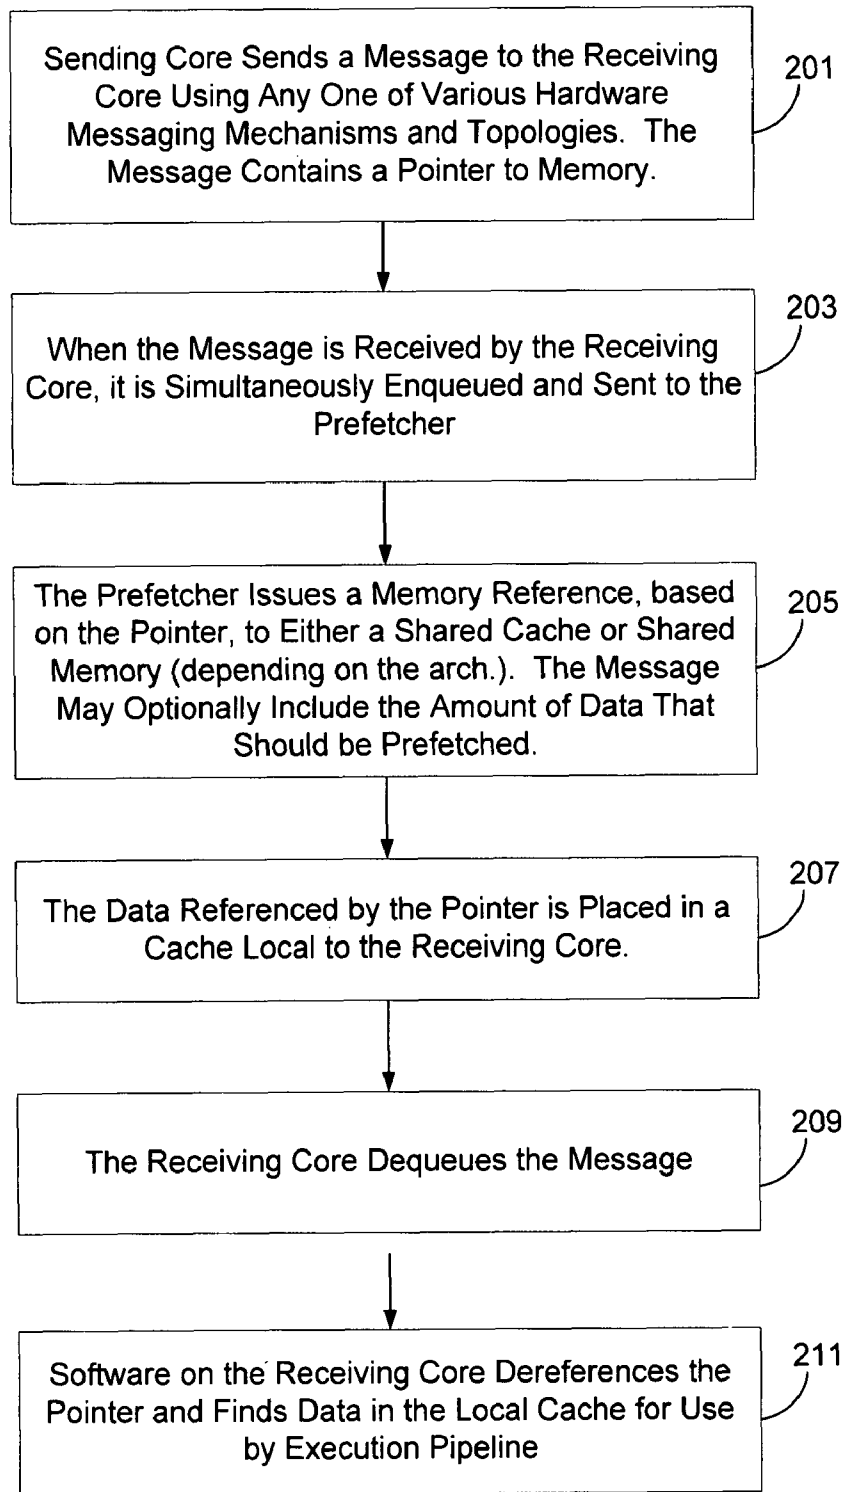 Sending Core Sends a Message to the Receiving
Core Using Any One of Various Hardware
Messaging Mechanisms and Topologies. The
Message Contains a Pointer to Memory.
201
When the Message is Received by the Receiving
Core, it is Simultaneously Enqueued and Sent to the
Prefetcher
203
The Prefetcher Issues a Memory Reference, based
on the Pointer, to Either a Shared Cache or Shared
Memory (depending on the arch.). The Message
May Optionally Include the Amount of Data That
Should be Prefetched.
205
The Data Referenced by the Pointer is Placed in a
Cache Local to the Receiving Core.
207
The Receiving Core Dequeues the Message
209
Software on the Receiving Core Dereferences the
Pointer and Finds Data in the Local Cache for Use
by Execution Pipeline
211